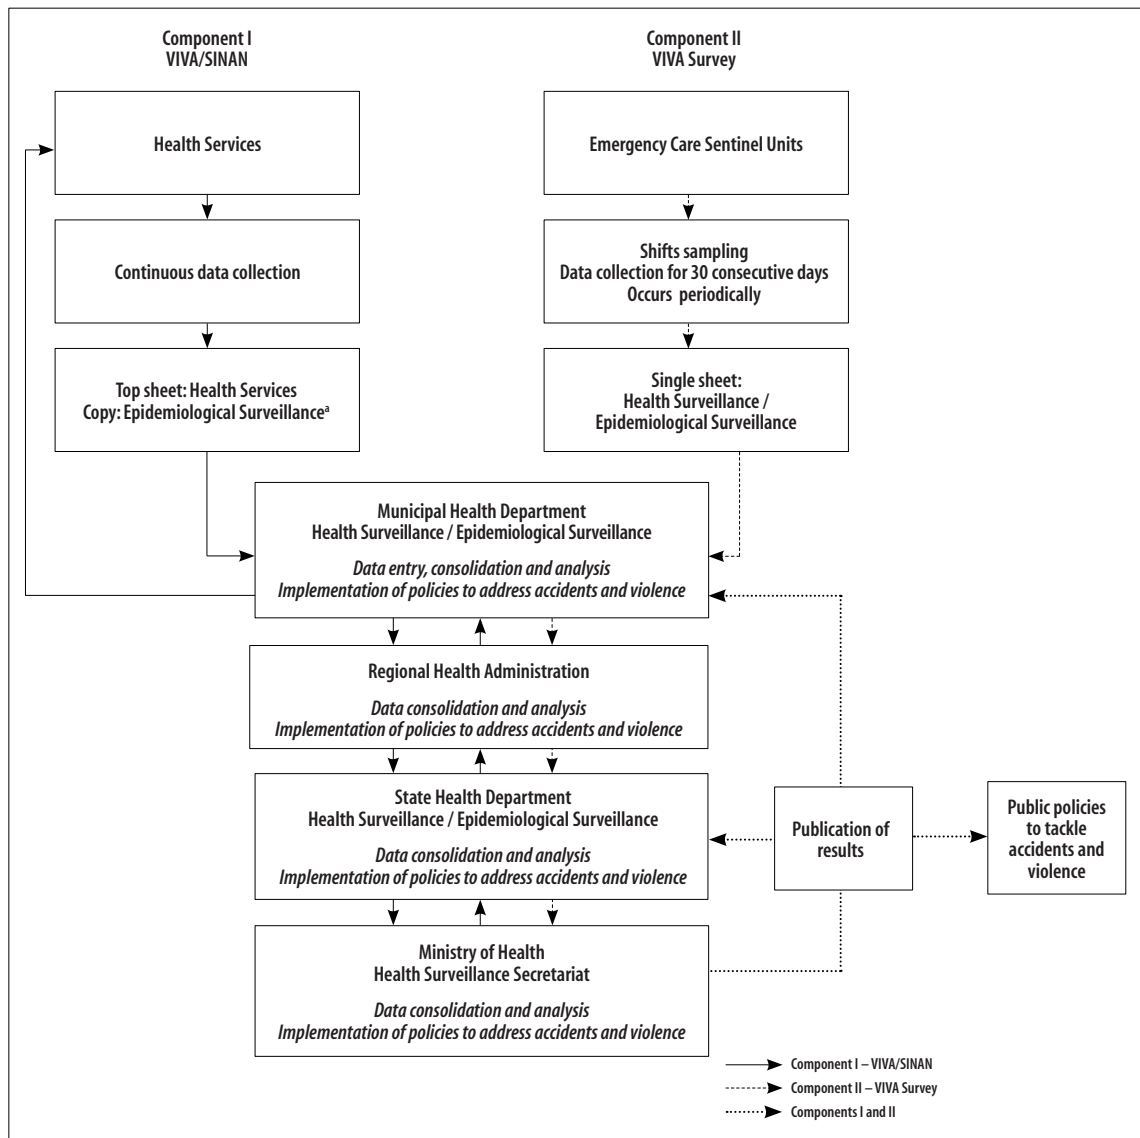 Component I
VIVA/SINAN
Component II
VIVA Survey
Health Services
Emergency Care Sentinel Units
Continuous data collection
Shifts sampling
Data collection for 30 consecutive days
Occurs periodically
Top sheet: Health Services
Copy: Epidemiological Surveillanceª
Single sheet:
Health Surveillance /
Epidemiological Surveillance
Municipal Health Department
Health Surveillance / Epidemiological Surveillance
Data entry, consolidation and analysis
Implementation of policies to address accidents and violence
Regional Health Administration
Data consolidation and analysis
Implementation of policies to address accidents and violence
State Health Department
Health Surveillance / Epidemiological Surveillance
Data consolidation and analysis
Implementation of policies to address accidents and violence
Publication of
results
Public policies
to tackle
accidents and
violence
Ministry of Health
Health Surveillance Secretariat
Data consolidation and analysis
Implementation of policies to address accidents and violence
Component I – VIVA/SINAN
Component II – VIVA Survey
Components I and II